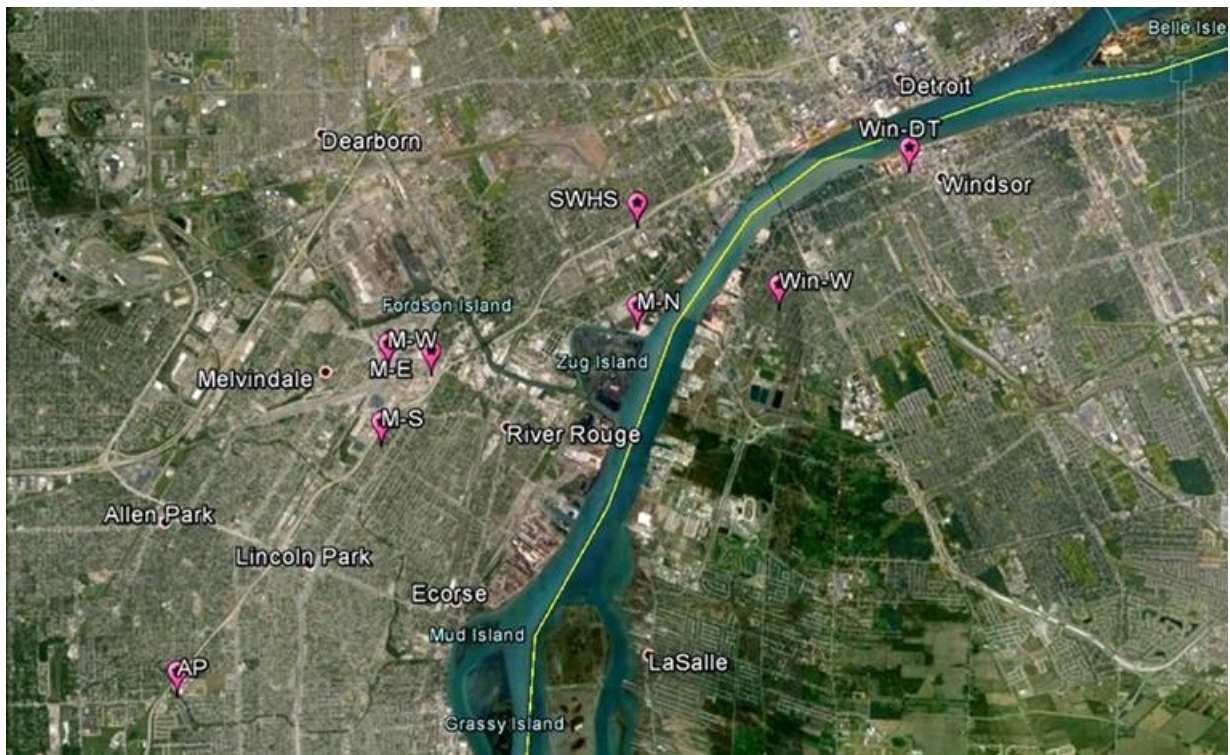 Belle Isle
Detroit
Win-DT
Dearborn
Windsor
SWHS
Win-W
Fordson Island
M-N
M-W
Zug Island
M-E
Melvindale
M-S
River Rouge
Allen Park
Lincoln Park
Ecorse
Mud Island
LaSalle
AP
Grassy Island